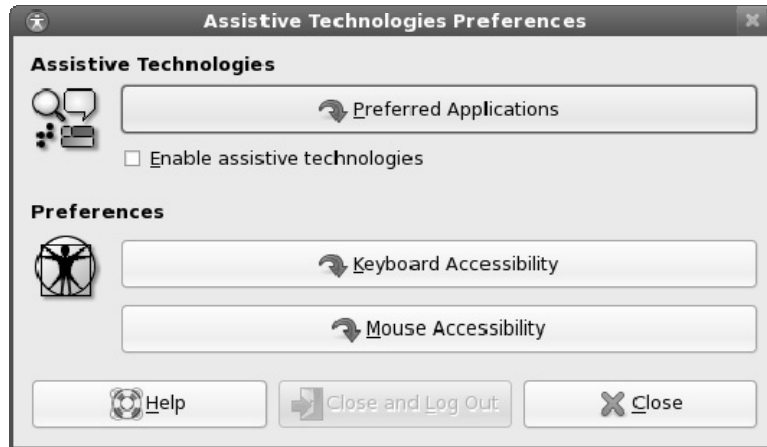 Assistive Technologies Preferences
Assistive Technologies
Preferred Applications
Enable assistive technologies
Preferences
Keyboard Accessibility
Mouse Accessibility
Help
Close and Log Out
Close